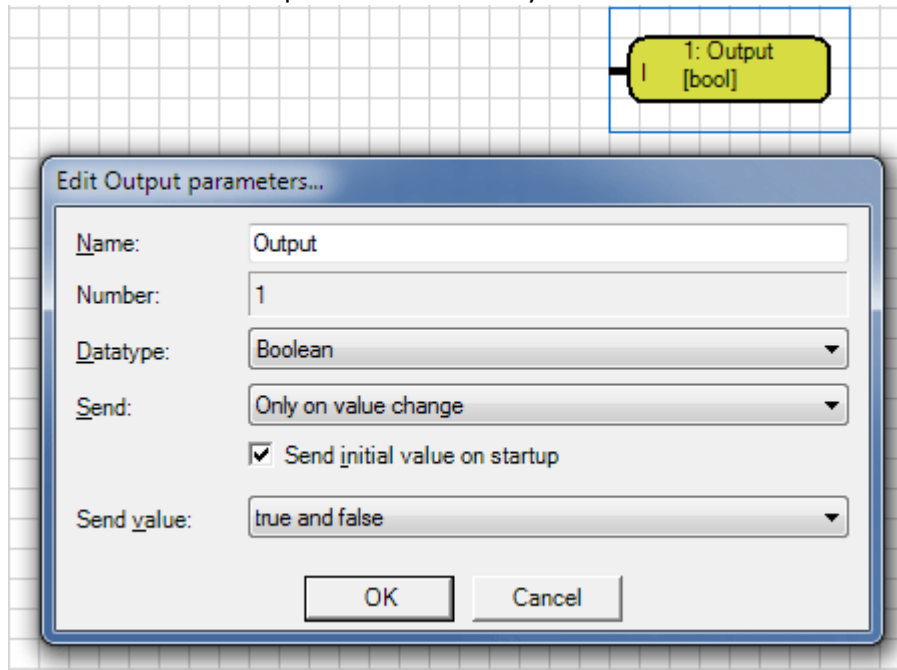 1: Output
I [bool]
Edit Output parameters...
Name: Output
Number: 1
Datatype: Boolean
Send: Only on value change
Send initial value on startup
Send value: true and false
OK Cancel